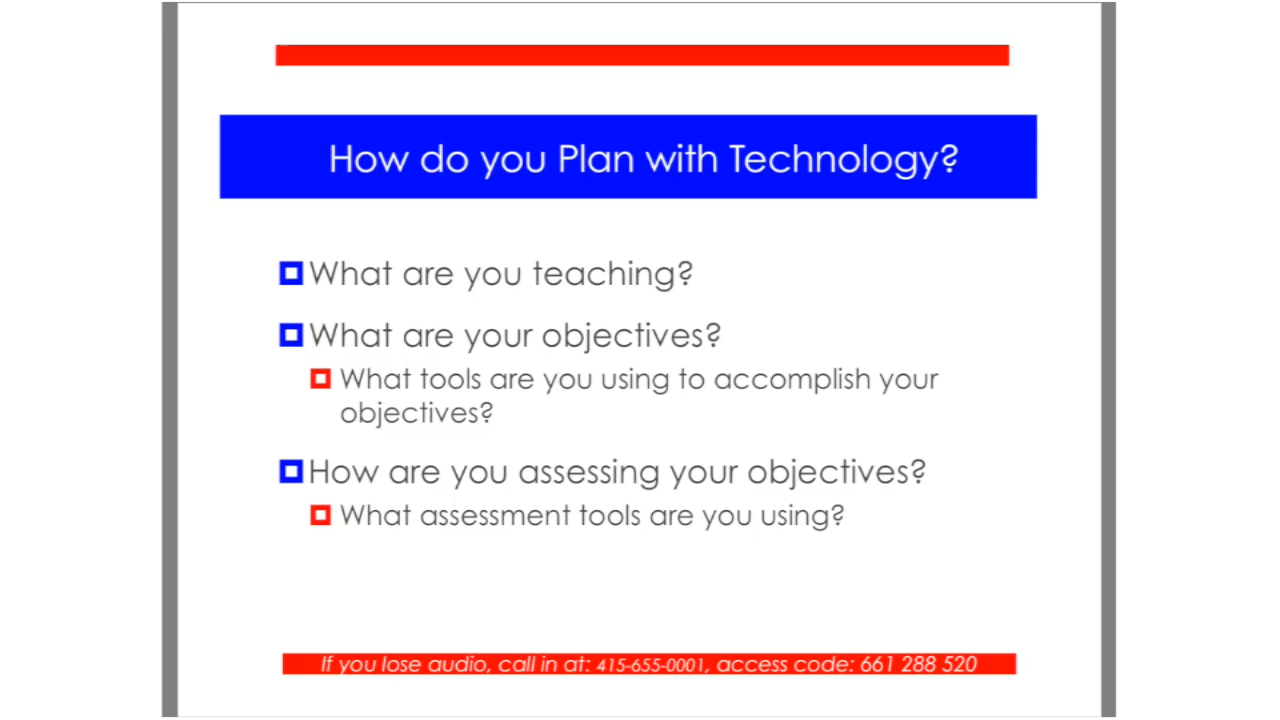 How do you Plan with Technology?
What are you teaching?
What are your objectives?
What tools are you using to accomplish your
objectives?
How are you assessing your objectives?
What assessment tools are you using?
If you lose audio, call in at: 415-655-0001, access code: 661 288 520